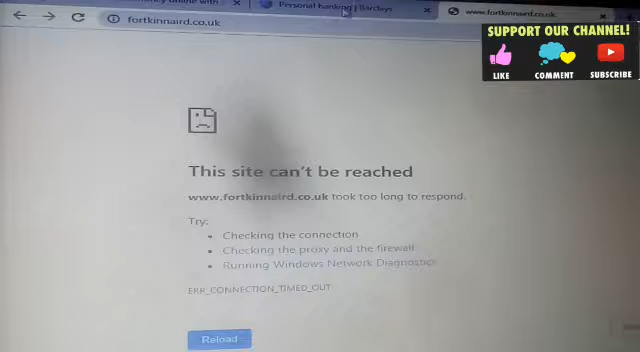 Personal banking | Barclays
www.fortkinnaird.co.uk
fortkinnaird.co.uk
SUPPORT OUR CHANNEL!
LIKE COMMENT SUBSCRIBE
This site can't be reached
www.fortkinnaird.co.uk took too long to respond.
Try:
Checking the connection
Checking the proxy and the firewall
Running Windows Network Diagnostics
ERR_CONNECTION_TIMED_OUT
Reload